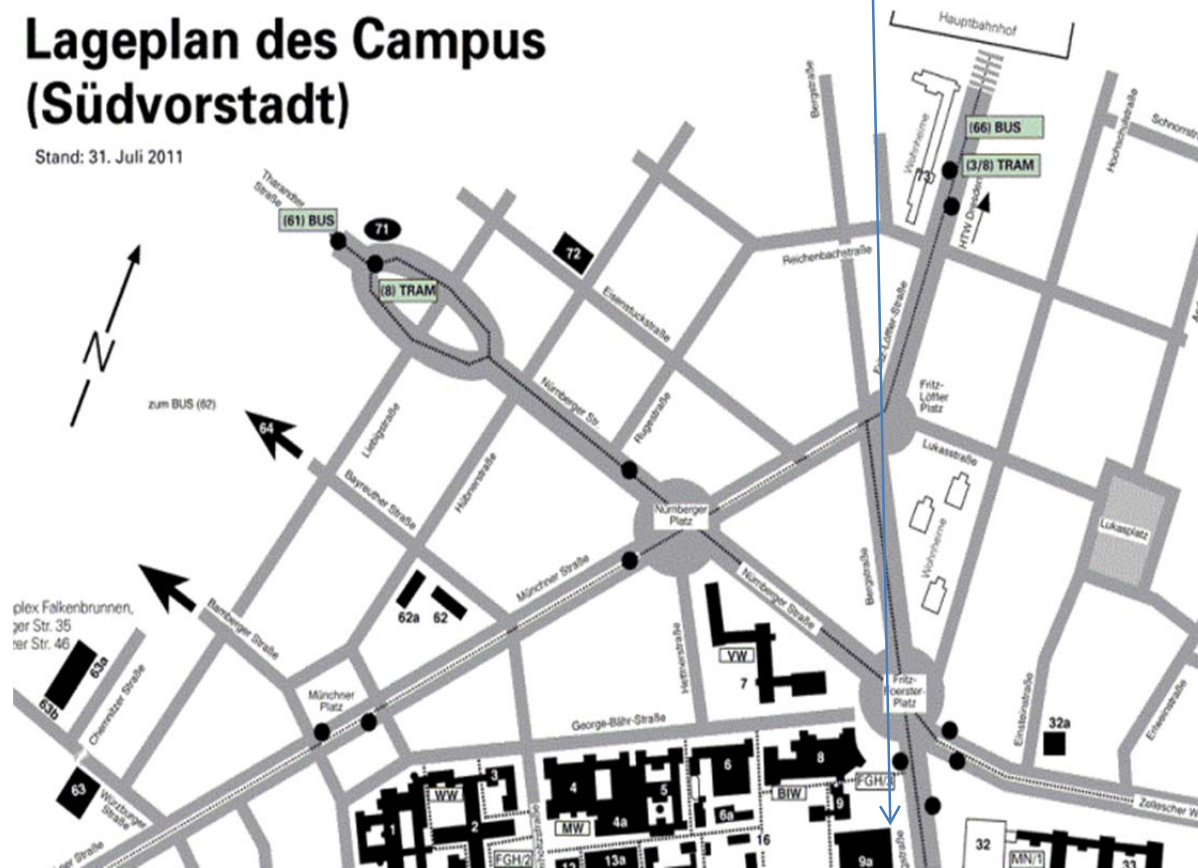 Lageplan des Campus
(Südvorstadt)
Stand: 31. Juli 2011
Hauptbahnhof
Bergstraße
Wohnheime
73
(66) BUS
(3/8) TRAM
HTW Dresden
Hochschulstraße
Tharandter
Straße
(61) BUS
71
(8) TRAM
72
Reichenbachstraße
Eisenstuckstraße
Fritz-Löffler-Straße
N
zum BUS (62)
64
Liebigstraße
Nürnberger Str.
Rugestraße
Fritz-
Löffler
Platz
Lukasstraße
Bayreuther Straße
Hübnerstraße
Nürnberger
Platz
Lukasplatz
Wohnheime
Bergstraße
Münchner Straße
Nürnberger Straße
plex Falkenbrunnen,
ger Str. 35
zer Str. 46
Bamberger Straße
62a
62
Hettnerstraße
VW
7
63a
63b
Chemnitzer Straße
Münchner
Platz
Fritz-
Foerster-
Platz
Einsteinstraße
Erlweinstraße
32a
George-Bähr-Straße
63
Würzburger
Straße
WW
3
4
5
6
8
FGH/3
BIW
9
1
2
MW
4a
6a
16
Zellescher W
FGH/2
13a
9a
32
MN/1
33